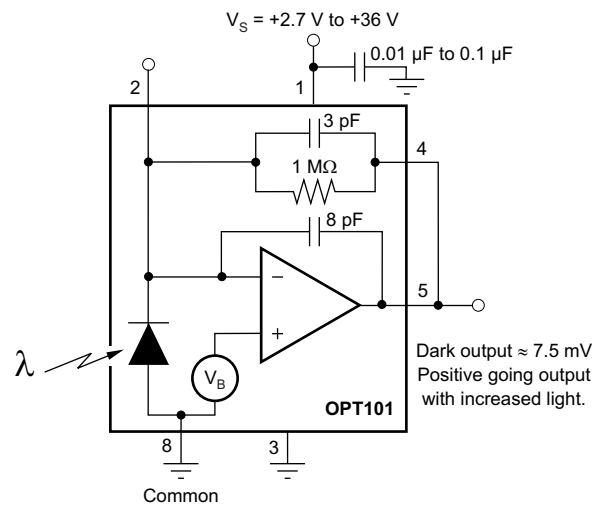 V_S = +2.7 V to +36 V
0.01 µF to 0.1 µF
2
1
3 pF
4
1 MΩ
8 pF
−
5
+
λ
V_B
Dark output ≈ 7.5 mV
Positive going output
with increased light.
OPT101
8
3
Common